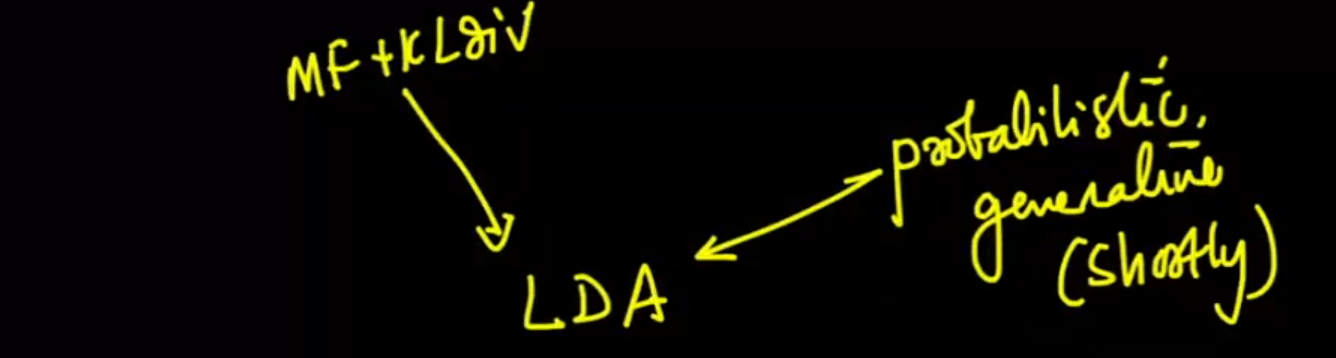 MF+KLdiv
probabilistic,
generative
(shortly)
LDA